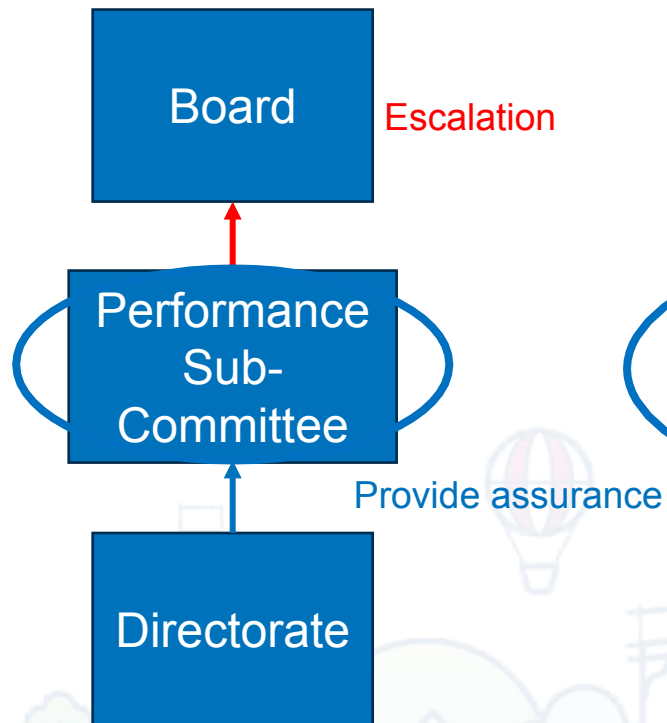 Board
Escalation
Performance
Sub-
Committee
Provide assurance
Directorate